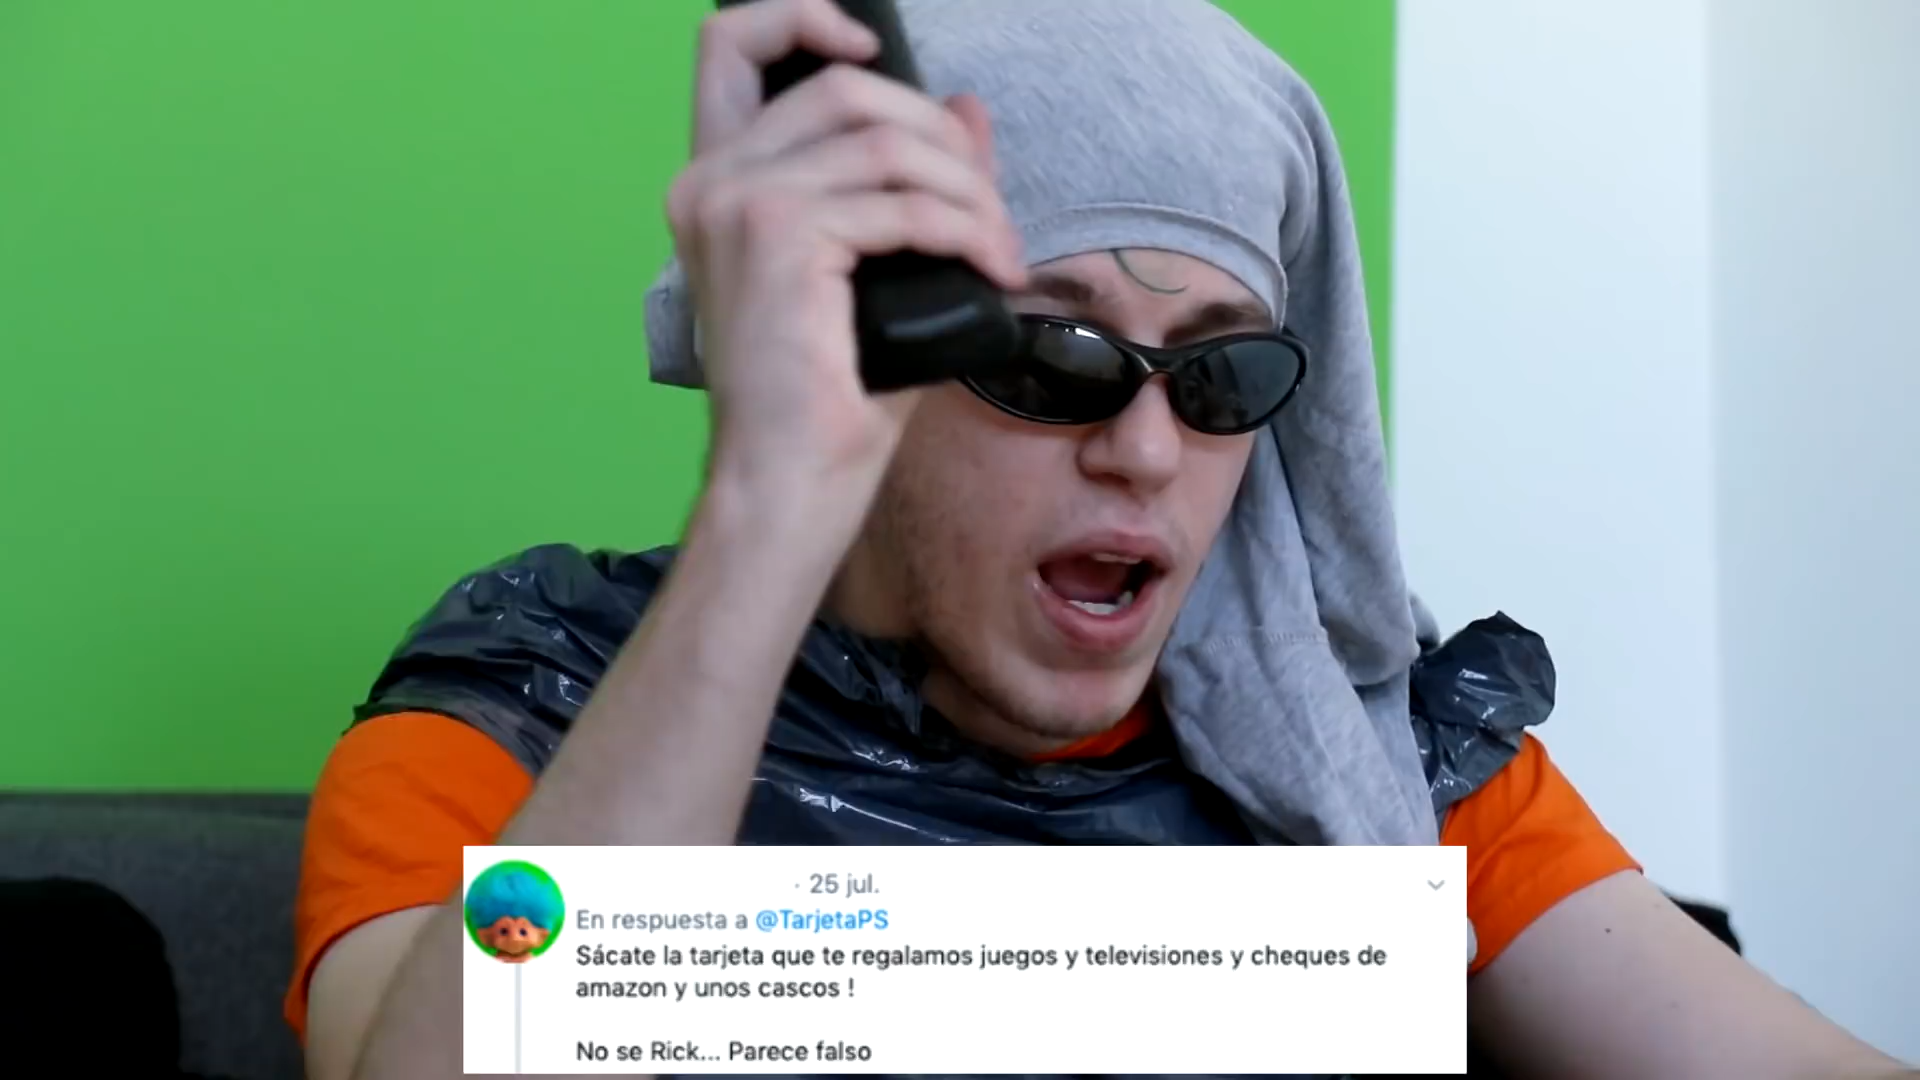 · 25 jul.
En respuesta a @TarjetaPS
Sácate la tarjeta que te regalamos juegos y televisiones y cheques de
amazon y unos cascos !
No se Rick... Parece falso